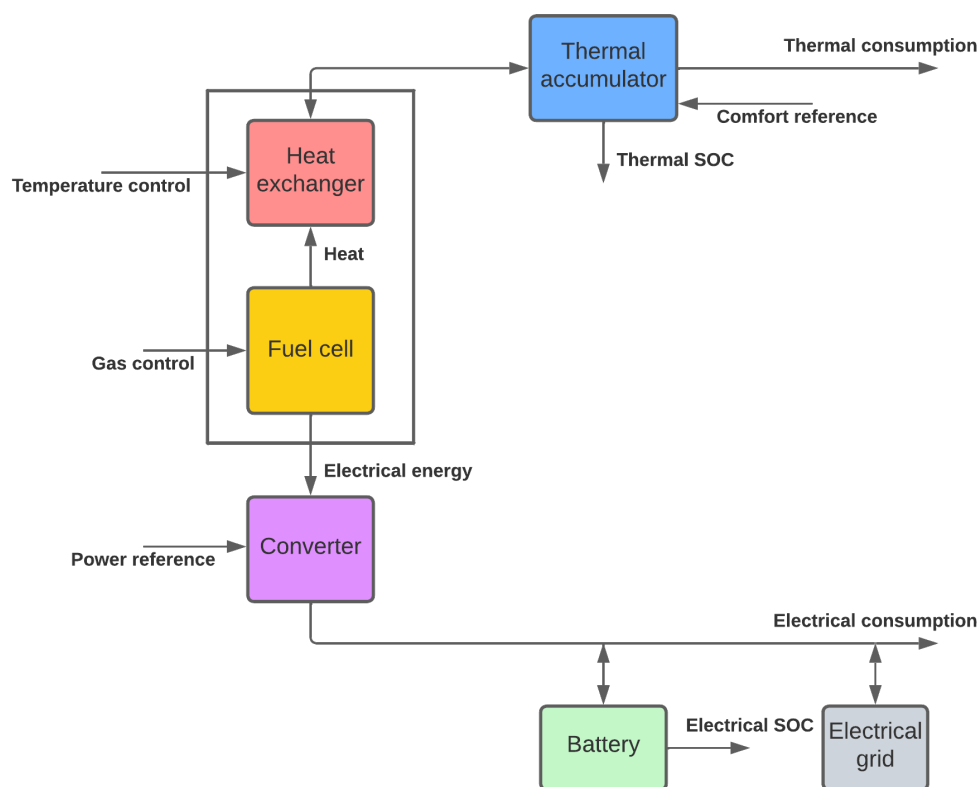 Thermal
accumulator
Thermal consumption
Comfort reference
Thermal SOC
Heat
exchanger
Temperature control
Heat
Fuel cell
Gas control
Electrical energy
Converter
Power reference
Electrical consumption
Battery
Electrical SOC
Electrical
grid